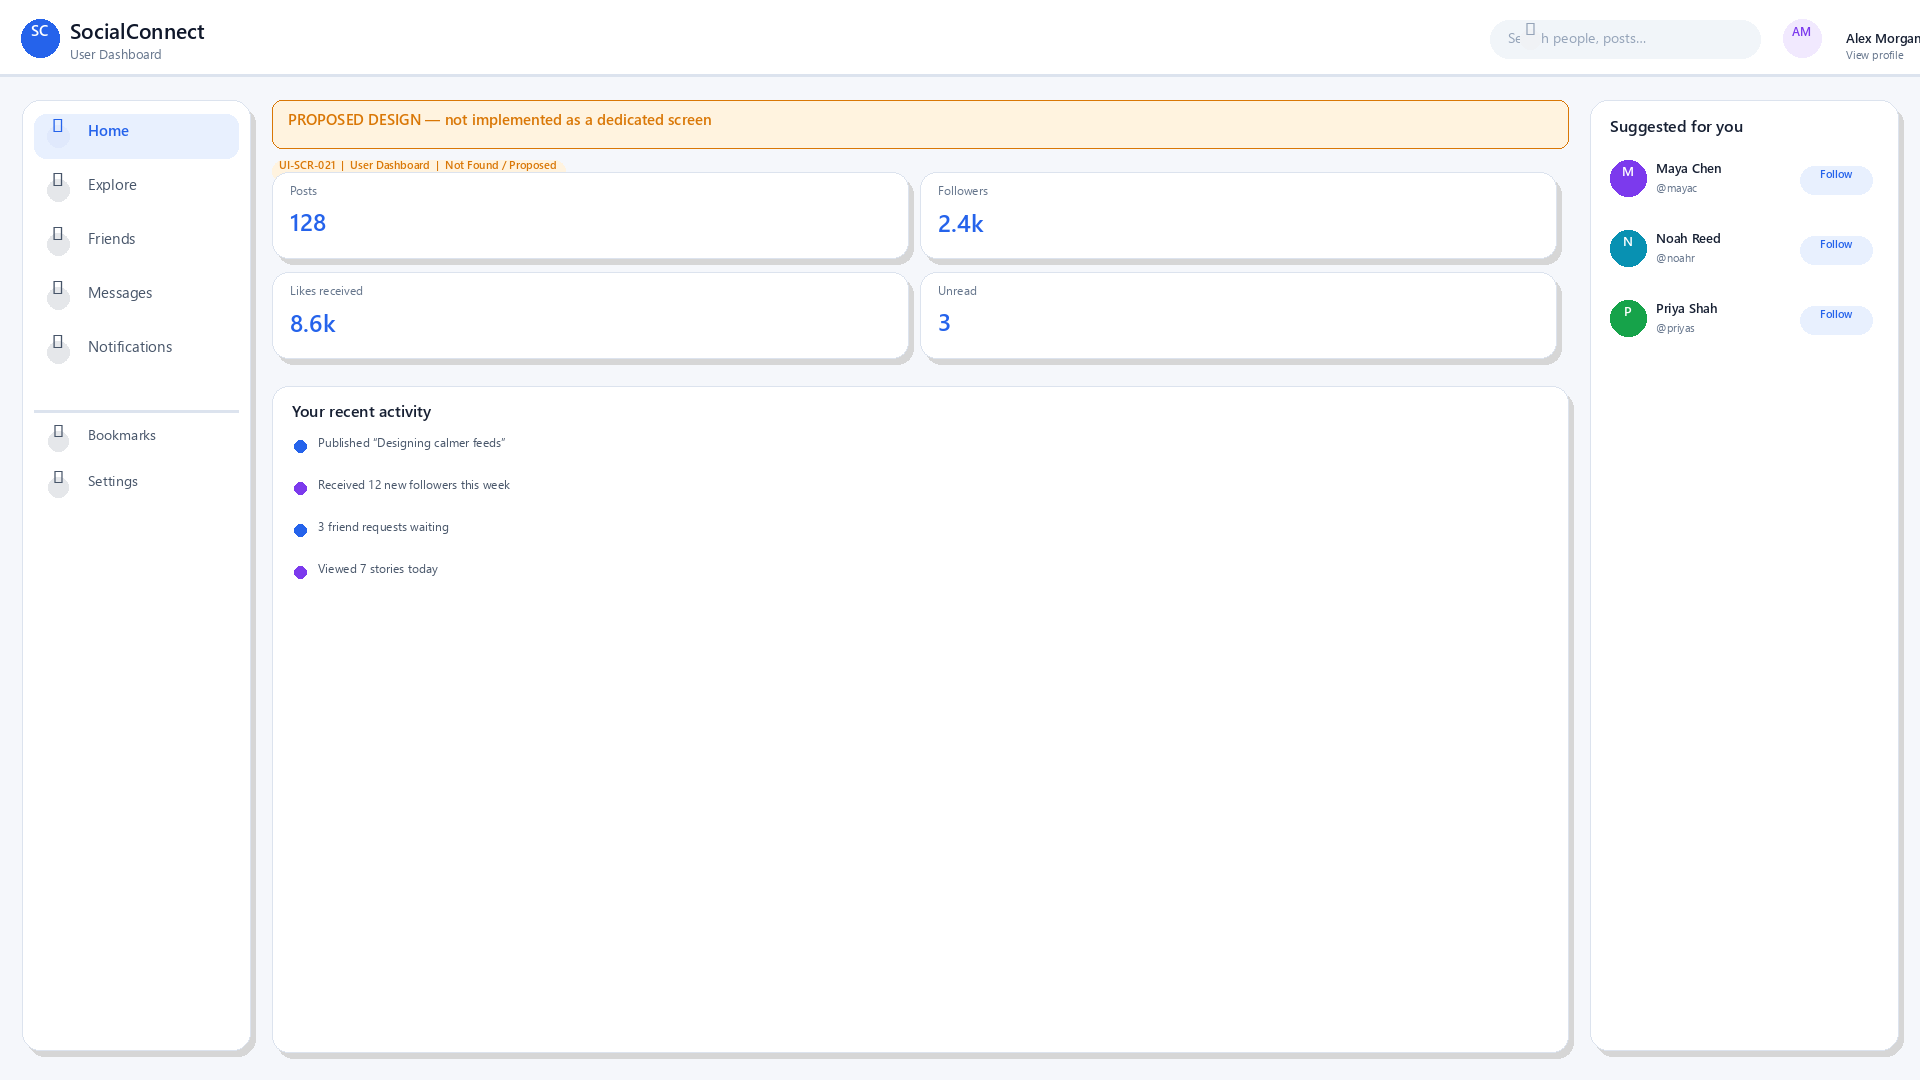 SC
SocialConnect
User Dashboard
Se h people, posts...
AM
Alex Morgan
View profile
Home
Explore
Friends
Messages
Notifications
Bookmarks
Settings
PROPOSED DESIGN — not implemented as a dedicated screen
UI-SCR-021 | User Dashboard | Not Found / Proposed
Posts
128
Followers
2.4k
Likes received
8.6k
Unread
3
Your recent activity
Published “Designing calmer feeds”
Received 12 new followers this week
3 friend requests waiting
Viewed 7 stories today
Suggested for you
M
Maya Chen
@mayac
Follow
N
Noah Reed
@noahr
Follow
P
Priya Shah
@priyas
Follow